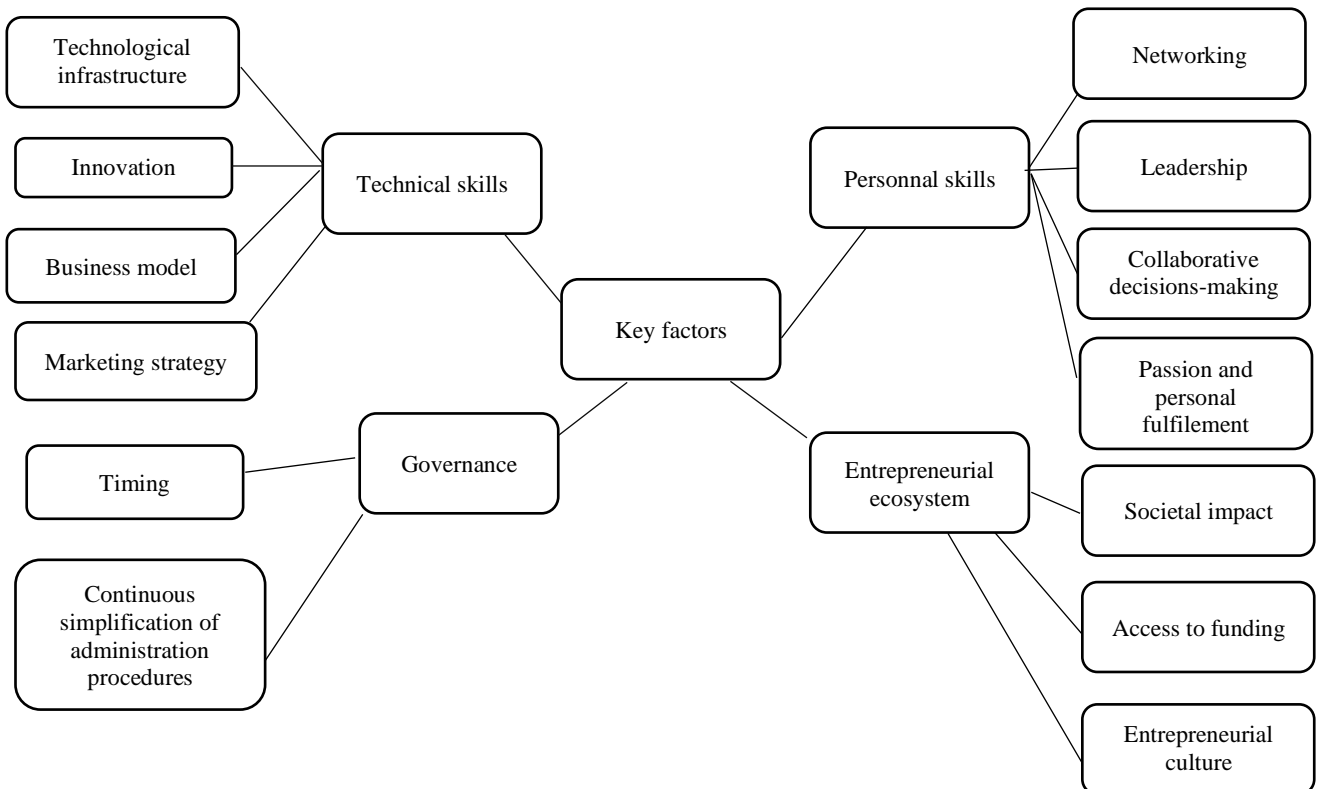 Technological
infrastructure
Innovation
Business model
Marketing strategy
Technical skills
Key factors
Personnal skills
Networking
Leadership
Collaborative
decisions-making
Passion and
personal
fulfilement
Governance
Timing
Continuous
simplification of
administration
procedures
Entrepreneurial
ecosystem
Societal impact
Access to funding
Entrepreneurial
culture